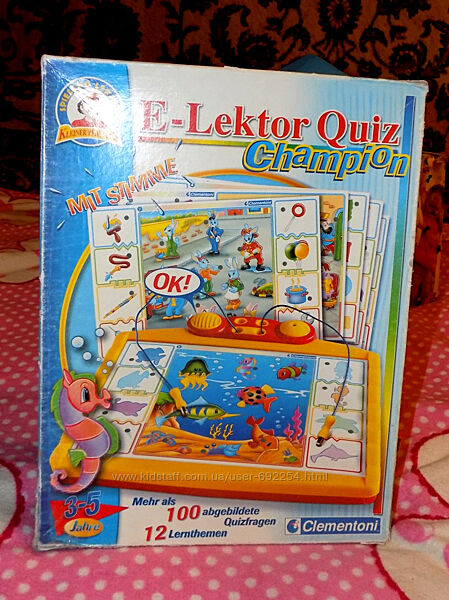 E-Lektor Quiz
Champion
MIT STIMME
Clementoni
OK!
www.kidstaff.com.ua/user-692254.html
3-5
Jahre
Mehr als
100 abgebildete
Quizfragen
12 Lernthemen
Clementoni